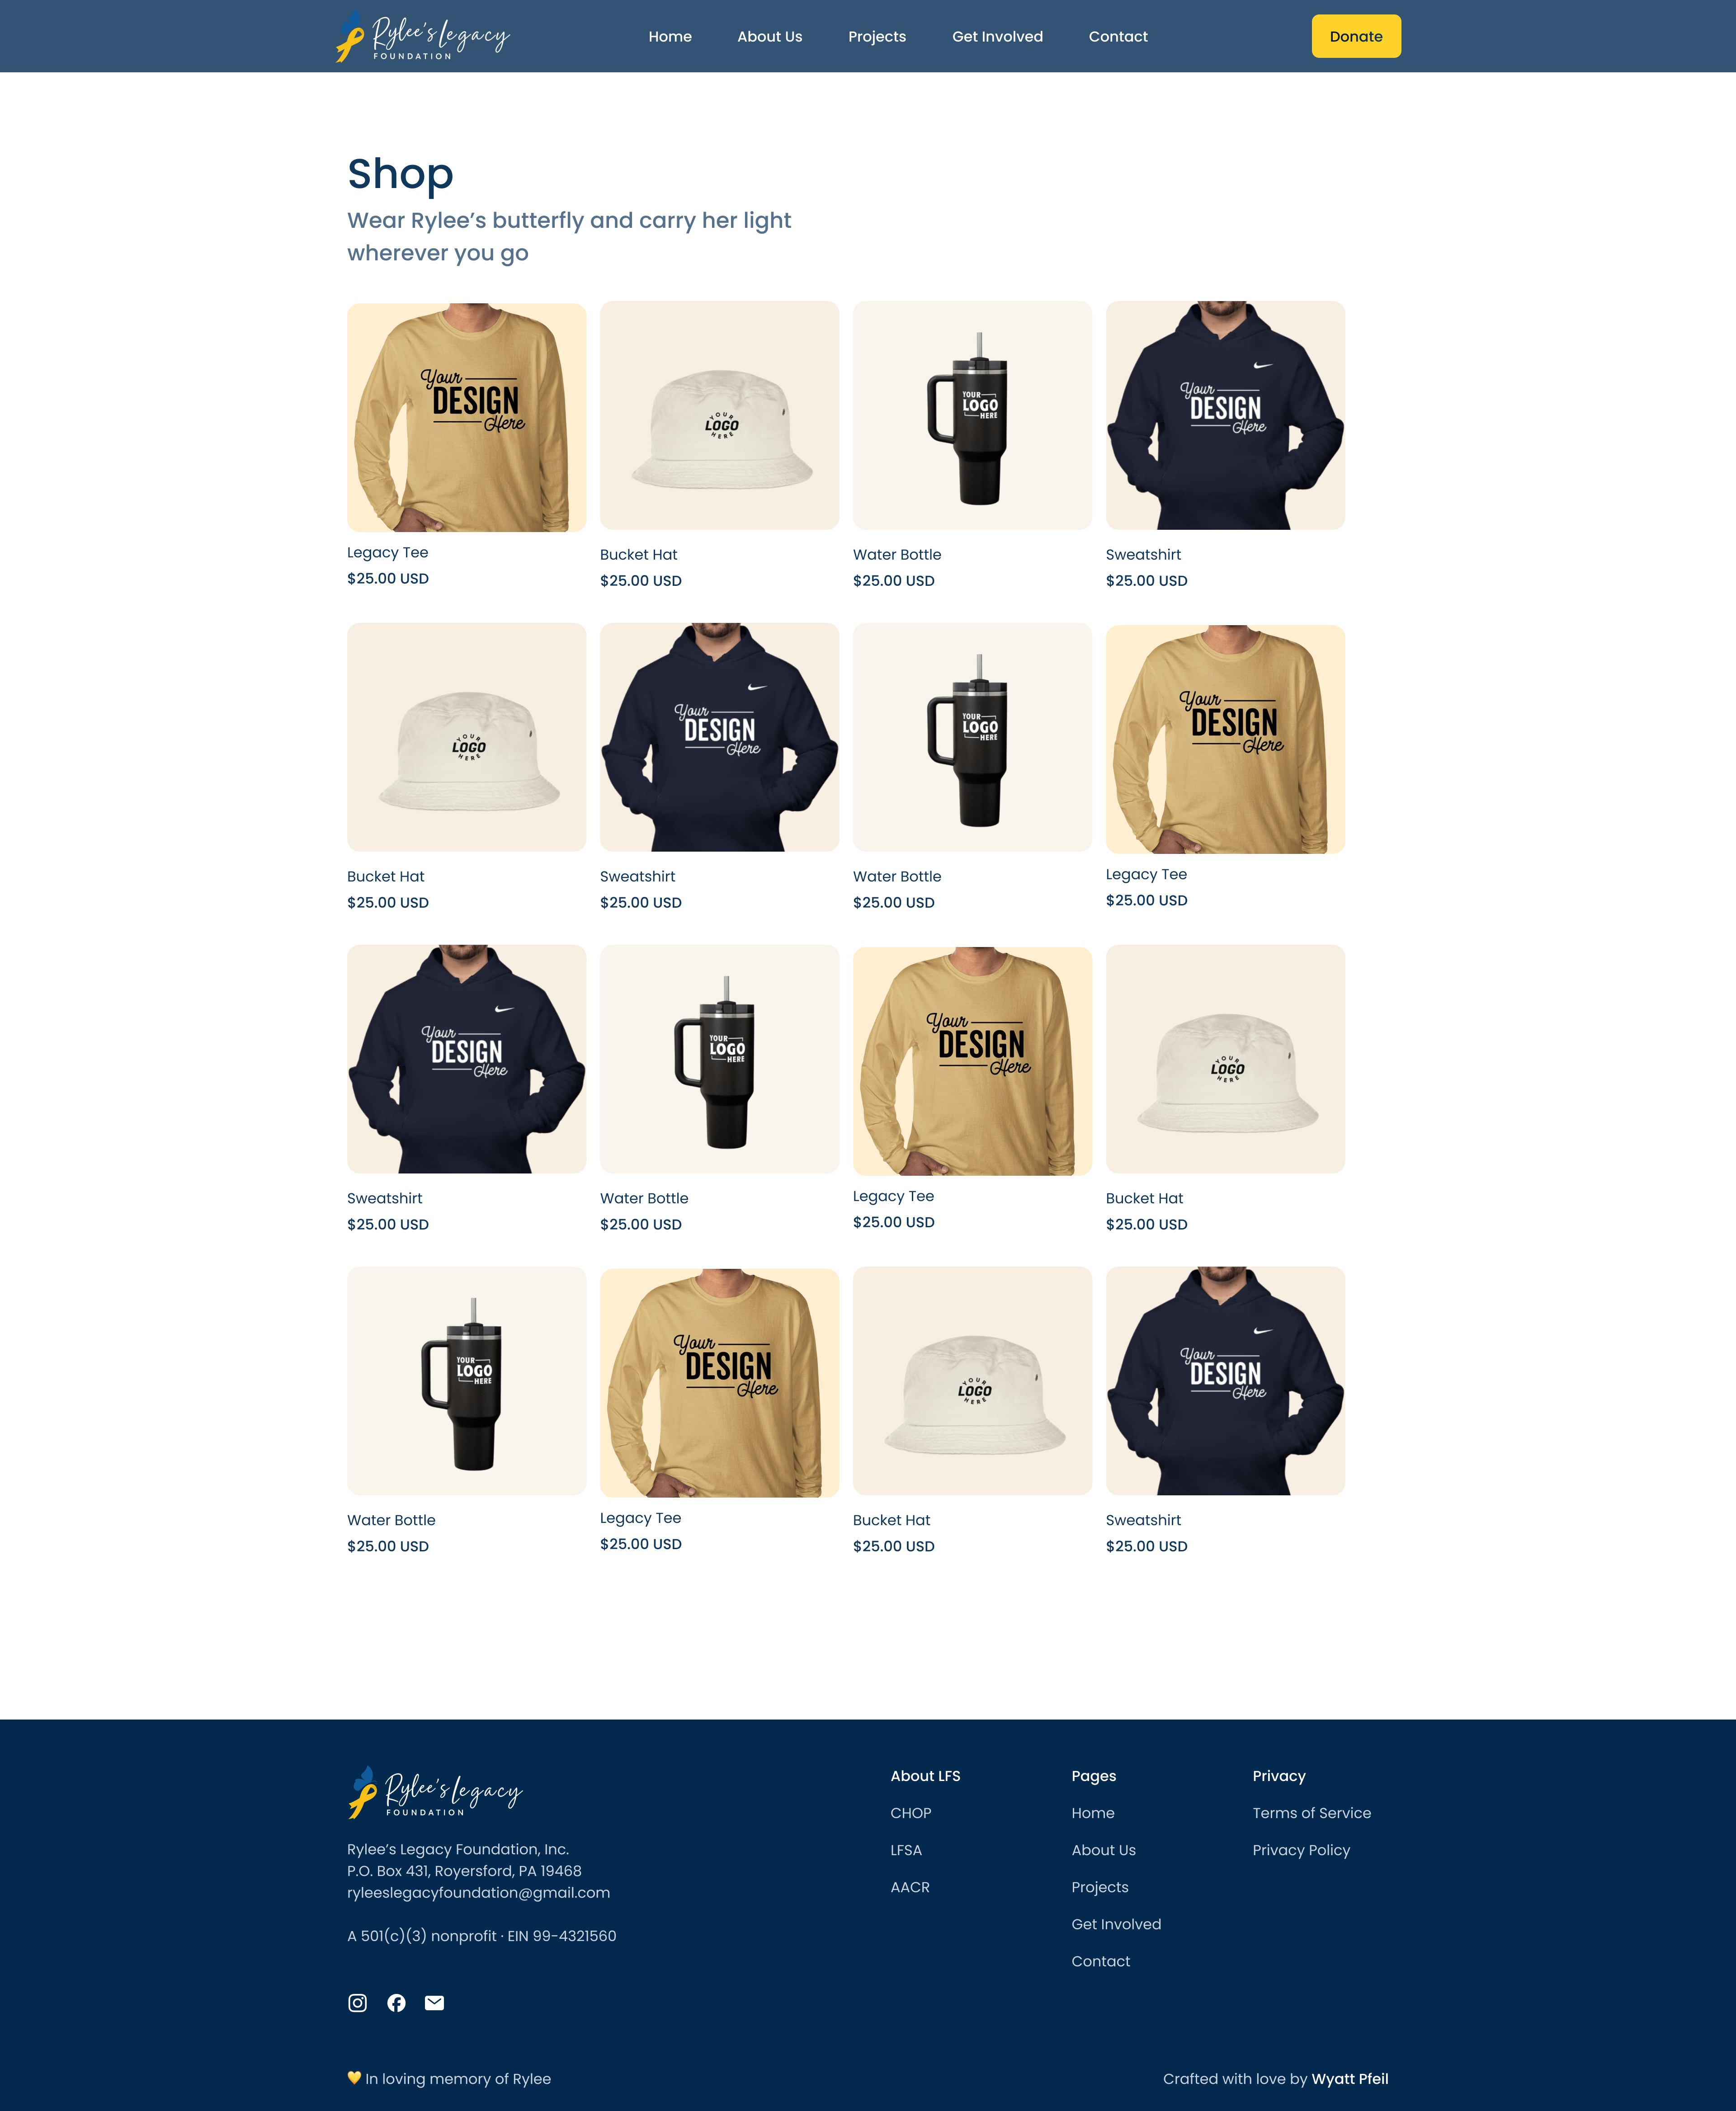 Rylee's Legacy
FOUNDATION
Home About Us Projects Get Involved Contact
Donate
Shop
Wear Rylee’s butterfly and carry her light
wherever you go
Your
DESIGN
Here
YOUR
LOGO
HERE
YOUR
LOGO
HERE
Your
DESIGN
Here
Legacy Tee
$25.00 USD
Bucket Hat
$25.00 USD
Water Bottle
$25.00 USD
Sweatshirt
$25.00 USD
YOUR
LOGO
HERE
Your
DESIGN
Here
YOUR
LOGO
HERE
Your
DESIGN
Here
Bucket Hat
$25.00 USD
Sweatshirt
$25.00 USD
Water Bottle
$25.00 USD
Legacy Tee
$25.00 USD
Your
DESIGN
Here
YOUR
LOGO
HERE
Your
DESIGN
Here
YOUR
LOGO
HERE
Sweatshirt
$25.00 USD
Water Bottle
$25.00 USD
Legacy Tee
$25.00 USD
Bucket Hat
$25.00 USD
YOUR
LOGO
HERE
Your
DESIGN
Here
YOUR
LOGO
HERE
Your
DESIGN
Here
Water Bottle
$25.00 USD
Legacy Tee
$25.00 USD
Bucket Hat
$25.00 USD
Sweatshirt
$25.00 USD
Rylee's Legacy
FOUNDATION
Rylee’s Legacy Foundation, Inc.
P.O. Box 431, Royersford, PA 19468
ryleeslegacyfoundation@gmail.com
A 501(c)(3) nonprofit · EIN 99-4321560
About LFS
CHOP
LFSA
AACR
Pages
Home
About Us
Projects
Get Involved
Contact
Privacy
Terms of Service
Privacy Policy
💛 In loving memory of Rylee
Crafted with love by Wyatt Pfeil